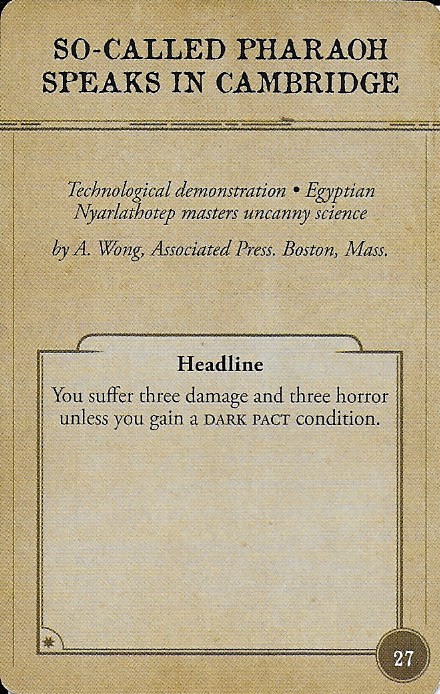 SO-CALLED PHARAOH
SPEAKS IN CAMBRIDGE
Technological demonstration • Egyptian
Nyarlathotep masters uncanny science
by A. Wong, Associated Press. Boston, Mass.
Headline
You suffer three damage and three horror
unless you gain a DARK PACT condition.
27